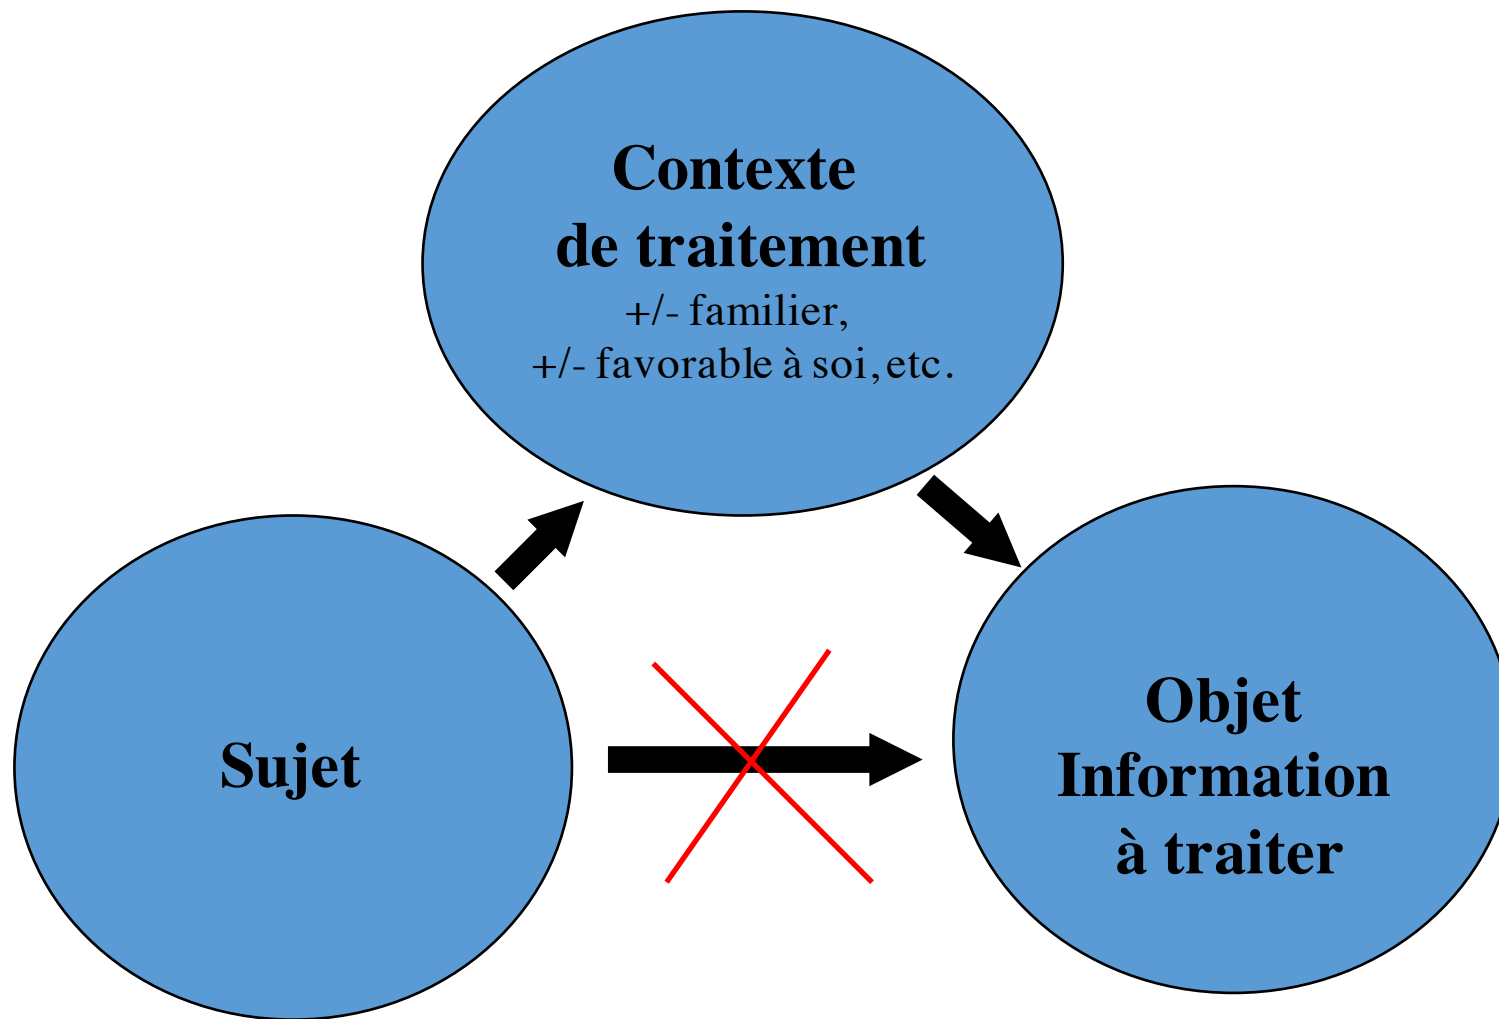 Contexte
de traitement
+/- familier,
+/- favorable à soi, etc.
Sujet
Objet
Information
à traiter